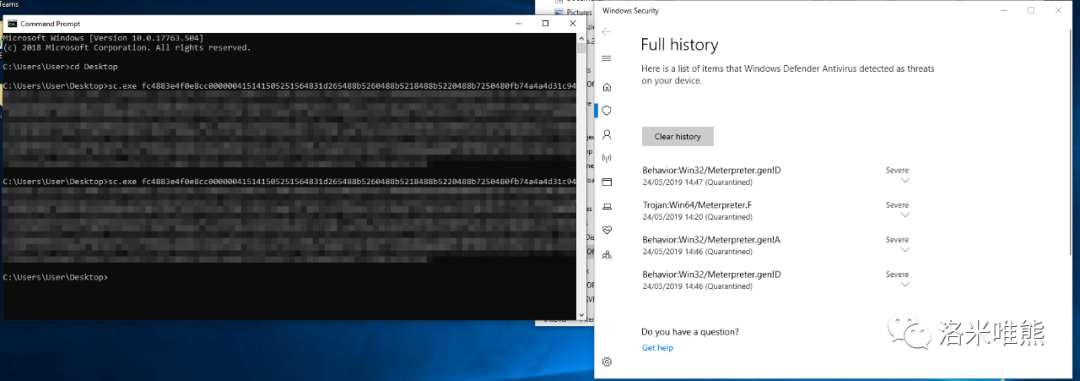 Teams
Command Prompt
Microsoft Windows [Version 10.0.17763.504]
(c) 2018 Microsoft Corporation. All rights reserved.
C:\Users\User>cd Desktop
C:\Users\User\Desktop>sc.exe fc4883e4f0e8cc0000004151415052515648 31d265488b5260488b5218488b5220488b7250480fb74a4a4d31c94
C:\Users\User\Desktop>sc.exe fc4883e4f0e8cc000000415141505251564831d265488b5260488b5218488b5220488b7250480fb74a4a4d31c94
C:\Users\User\Desktop>
Pictures
Windows Security
Full history
Here is a list of items that Windows Defender Antivirus detected as threats
on your device.
Clear history
Behavior:Win32/Meterpreter.gen!D
Severe
24/05/2019 14:47 (Quarantined)
Trojan:Win64/Meterpreter.F
Severe
24/05/2019 14:20 (Quarantined)
Behavior:Win32/Meterpreter.gen!A
Severe
24/05/2019 14:46 (Quarantined)
Behavior:Win32/Meterpreter.gen!D
Severe
24/05/2019 14:46 (Quarantined)
Do you have a question?
Get help
洛米唯熊